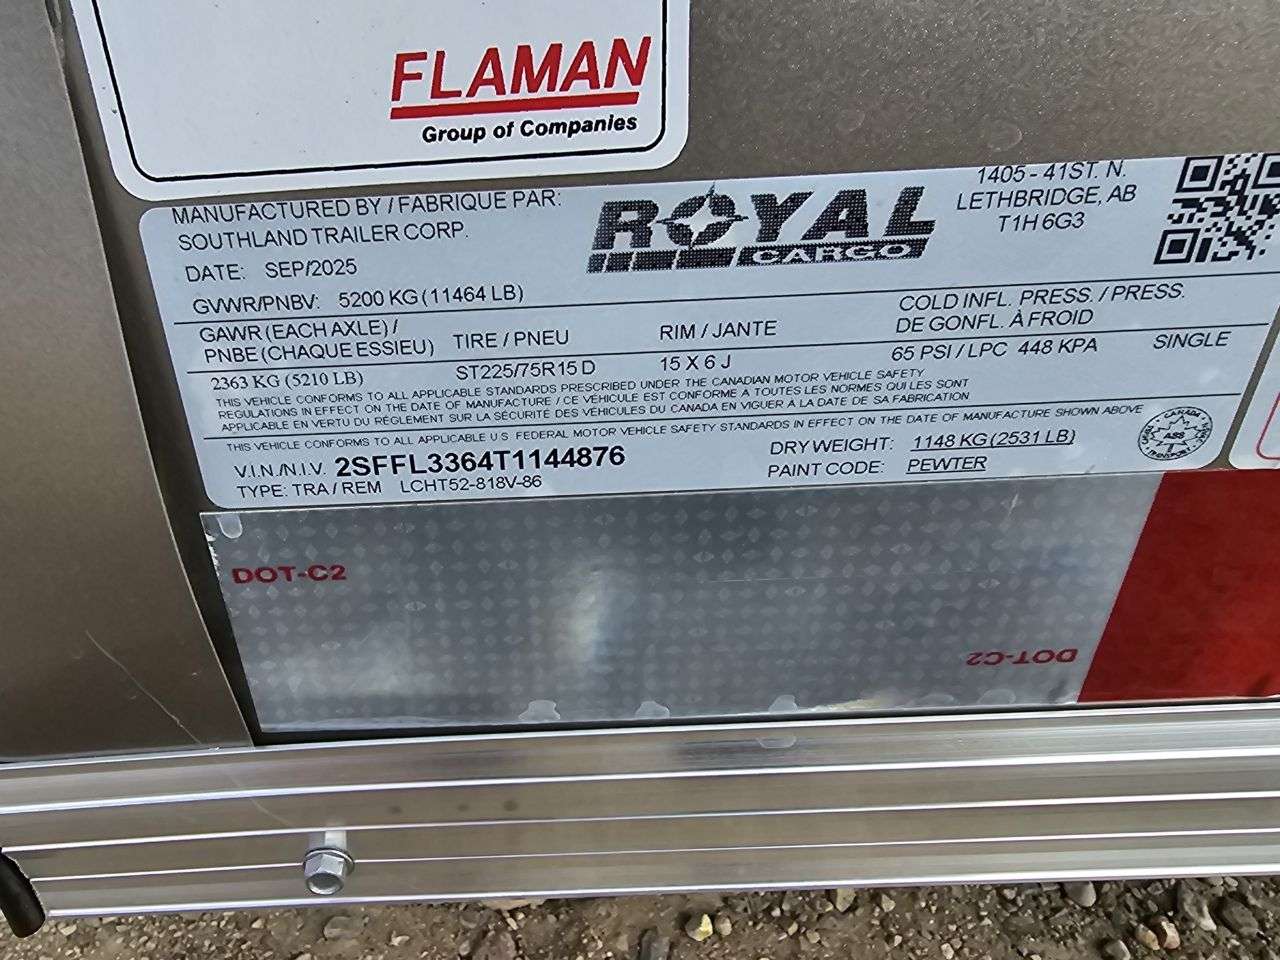 FLAMAN
Group of Companies
MANUFACTURED BY / FABRIQUE PAR:
SOUTHLAND TRAILER CORP.
ROYAL
CARGO
1405 - 41ST. N.
LETHBRIDGE, AB
T1H 6G3
DATE: SEP/2025
GVWR/PNBV: 5200 KG (11464 LB)
GAWR (EACH AXLE) /
PNBE (CHAQUE ESSIEU)
TIRE / PNEU
RIM / JANTE
COLD INFL. PRESS. / PRESS.
DE GONFL. À FROID
2363 KG (5210 LB)
ST225/75R15 D
15 X 6 J
65 PSI / LPC 448 KPA
SINGLE
THIS VEHICLE CONFORMS TO ALL APPLICABLE STANDARDS PRESCRIBED UNDER THE CANADIAN MOTOR VEHICLE SAFETY
REGULATIONS IN EFFECT ON THE DATE OF MANUFACTURE / CE VEHICULE EST CONFORME À TOUTES LES NORMES QUI LES SONT
APPLICABLE EN VERTU DU RÉGLEMENT SUR LA SÉCURITÉ DES VÉHICULES DU CANADA EN VIGUER À LA DATE DE SA FABRICATION
THIS VEHICLE CONFORMS TO ALL APPLICABLE U.S. FEDERAL MOTOR VEHICLE SAFETY STANDARDS IN EFFECT ON THE DATE OF MANUFACTURE SHOWN ABOVE
V.I.N./N.I.V. 2SFFL3364T1144876
DRY WEIGHT: 1148 KG (2531 LB)
TYPE: TRA / REM LCHT52-818V-86
PAINT CODE: PEWTER
CANADA
ASS
TRANSPORT
DOT-C2
DOT-C2